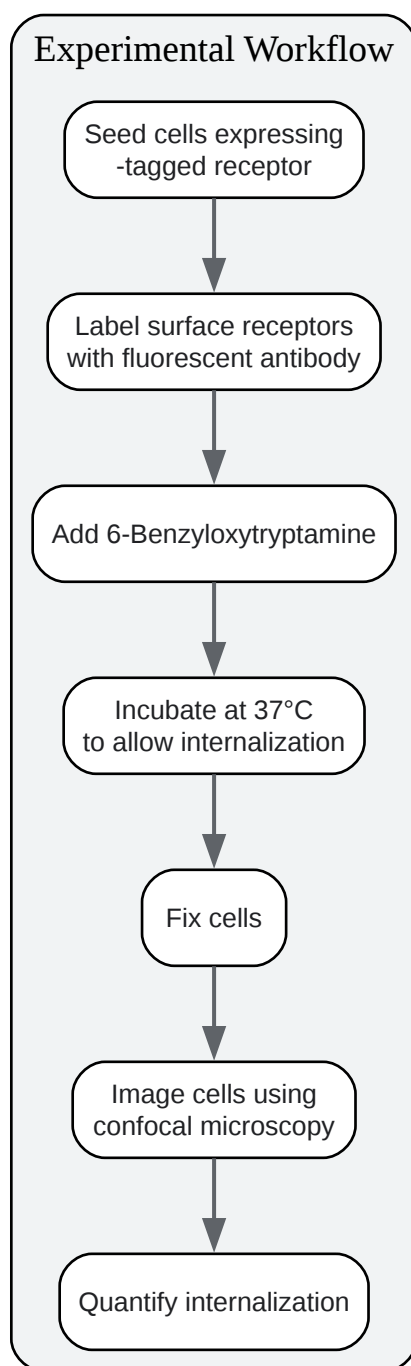 Experimental Workflow
Seed cells expressing
-tagged receptor
Label surface receptors
with fluorescent antibody
Add 6-Benzyloxytryptamine
Incubate at 37°C
to allow internalization
Fix cells
Image cells using
confocal microscopy
Quantify internalization